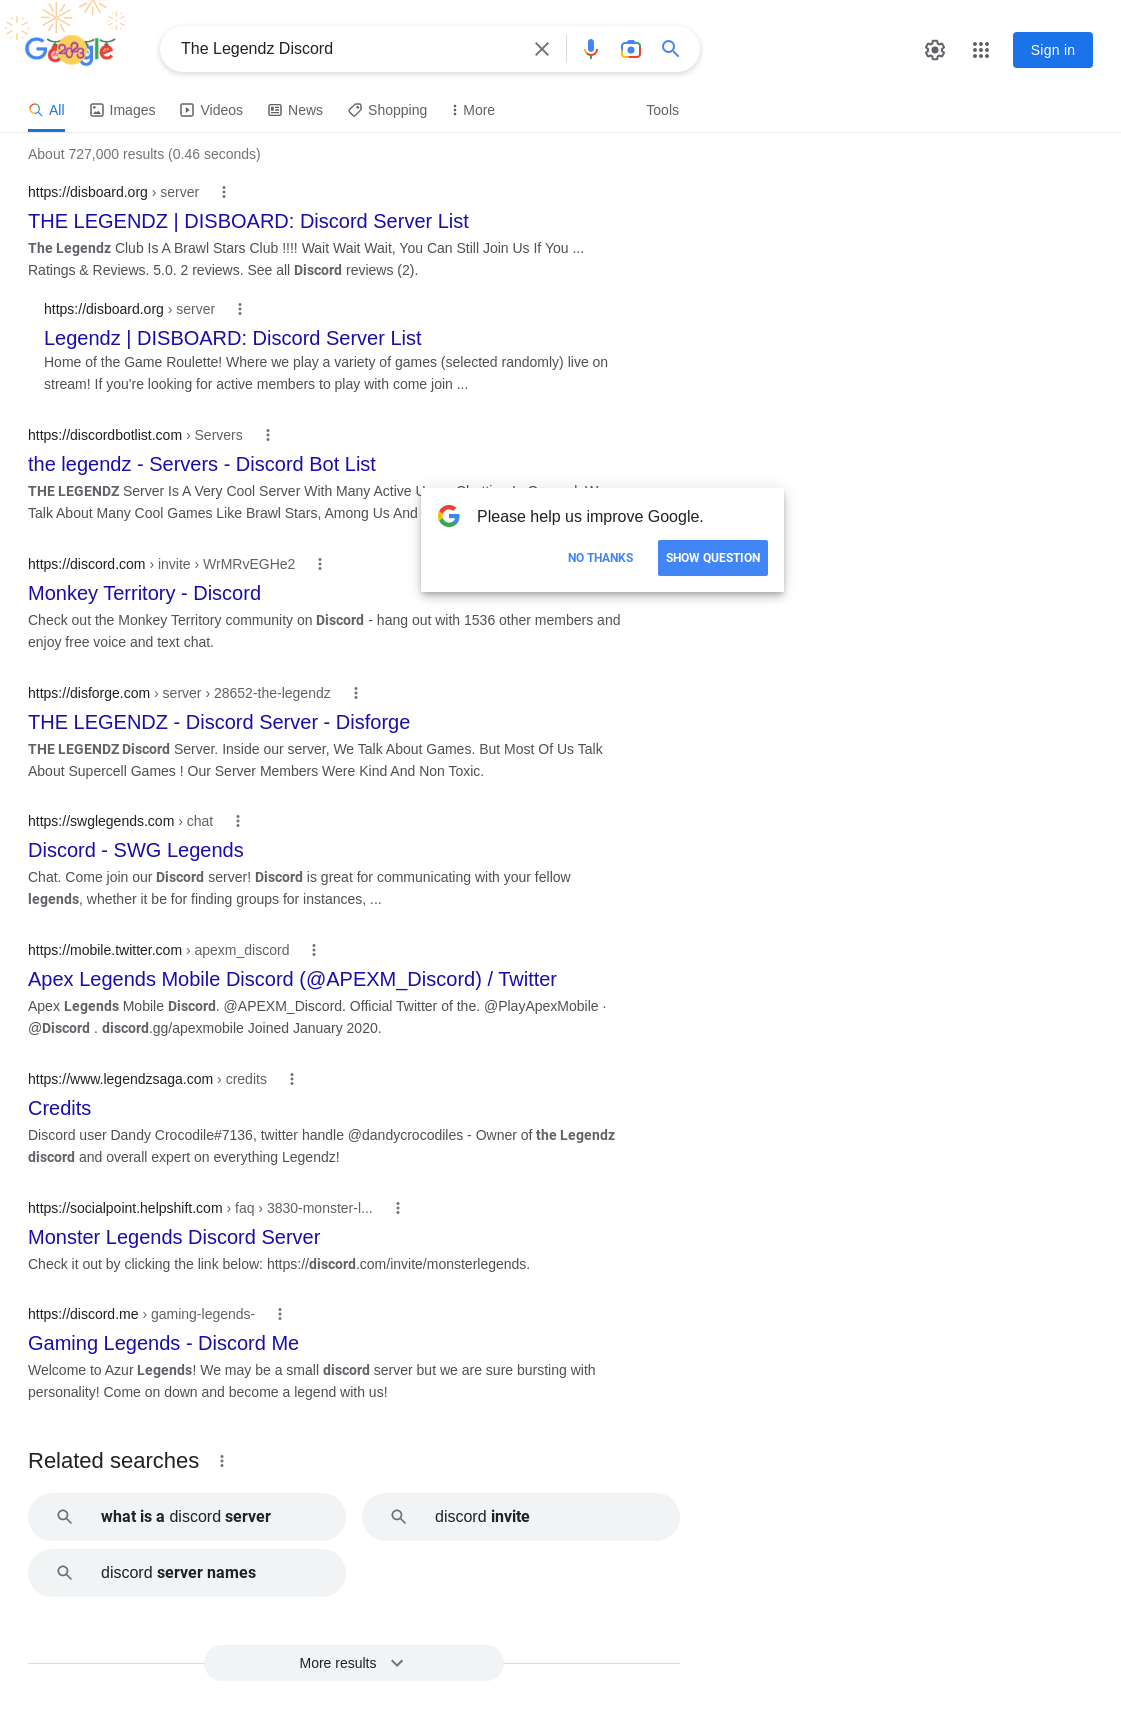 Google
The Legendz Discord
Sign in
All
Images
Videos
News
Shopping
More
Tools
About 727,000 results (0.46 seconds)
https://disboard.org › server
THE LEGENDZ | DISBOARD: Discord Server List
The Legendz Club Is A Brawl Stars Club !!!! Wait Wait Wait, You Can Still Join Us If You ...
Ratings & Reviews. 5.0. 2 reviews. See all Discord reviews (2).
https://disboard.org › server
Legendz | DISBOARD: Discord Server List
Home of the Game Roulette! Where we play a variety of games (selected randomly) live on
stream! If you're looking for active members to play with come join ...
https://discordbotlist.com › Servers
the legendz - Servers - Discord Bot List
THE LEGENDZ Server Is A Very Cool Server With Many Active
Talk About Many Cool Games Like Brawl Stars, Among Us And
Please help us improve Google.
NO THANKS
SHOW QUESTION
https://discord.com › invite › WrMRvEGHe2
Monkey Territory - Discord
Check out the Monkey Territory community on Discord - hang out with 1536 other members and
enjoy free voice and text chat.
https://disforge.com › server › 28652-the-legendz
THE LEGENDZ - Discord Server - Disforge
THE LEGENDZ Discord Server. Inside our server, We Talk About Games. But Most Of Us Talk
About Supercell Games ! Our Server Members Were Kind And Non Toxic.
https://swglegends.com › chat
Discord - SWG Legends
Chat. Come join our Discord server! Discord is great for communicating with your fellow
legends, whether it be for finding groups for instances, ...
https://mobile.twitter.com › apexm_discord
Apex Legends Mobile Discord (@APEXM_Discord) / Twitter
Apex Legends Mobile Discord. @APEXM_Discord. Official Twitter of the. @PlayApexMobile ·
@Discord . discord.gg/apexmobile Joined January 2020.
https://www.legendzsaga.com › credits
Credits
Discord user Dandy Crocodile#7136, twitter handle @dandycrocodiles - Owner of the Legendz
discord and overall expert on everything Legendz!
https://socialpoint.helpshift.com › faq › 3830-monster-l...
Monster Legends Discord Server
Check it out by clicking the link below: https://discord.com/invite/monsterlegends.
https://discord.me › gaming-legends-
Gaming Legends - Discord Me
Welcome to Azur Legends! We may be a small discord server but we are sure bursting with
personality! Come on down and become a legend with us!
Related searches
what is a discord server
discord invite
discord server names
More results